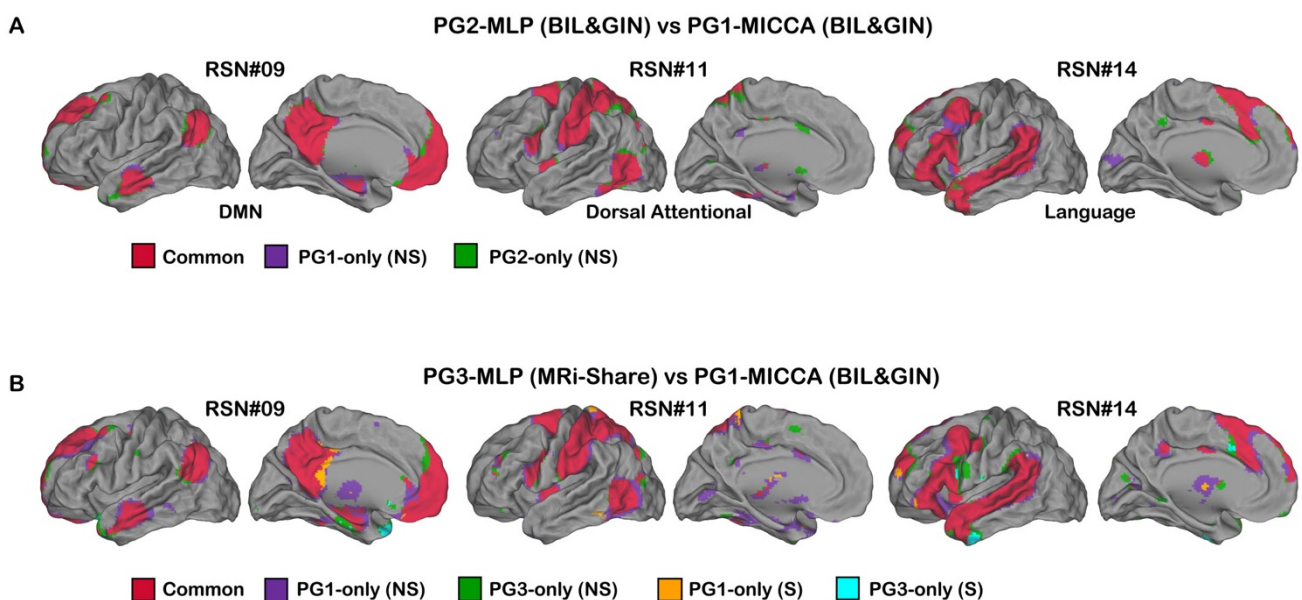 A
PG2-MLP (BIL&GIN) vs PG1-MICCA (BIL&GIN)
RSN#09 RSN#11 RSN#14
DMN Dorsal Attentional Language
Common PG1-only (NS) PG2-only (NS)
B
PG3-MLP (MRi-Share) vs PG1-MICCA (BIL&GIN)
RSN#09 RSN#11 RSN#14
Common PG1-only (NS) PG3-only (NS) PG1-only (S) PG3-only (S)